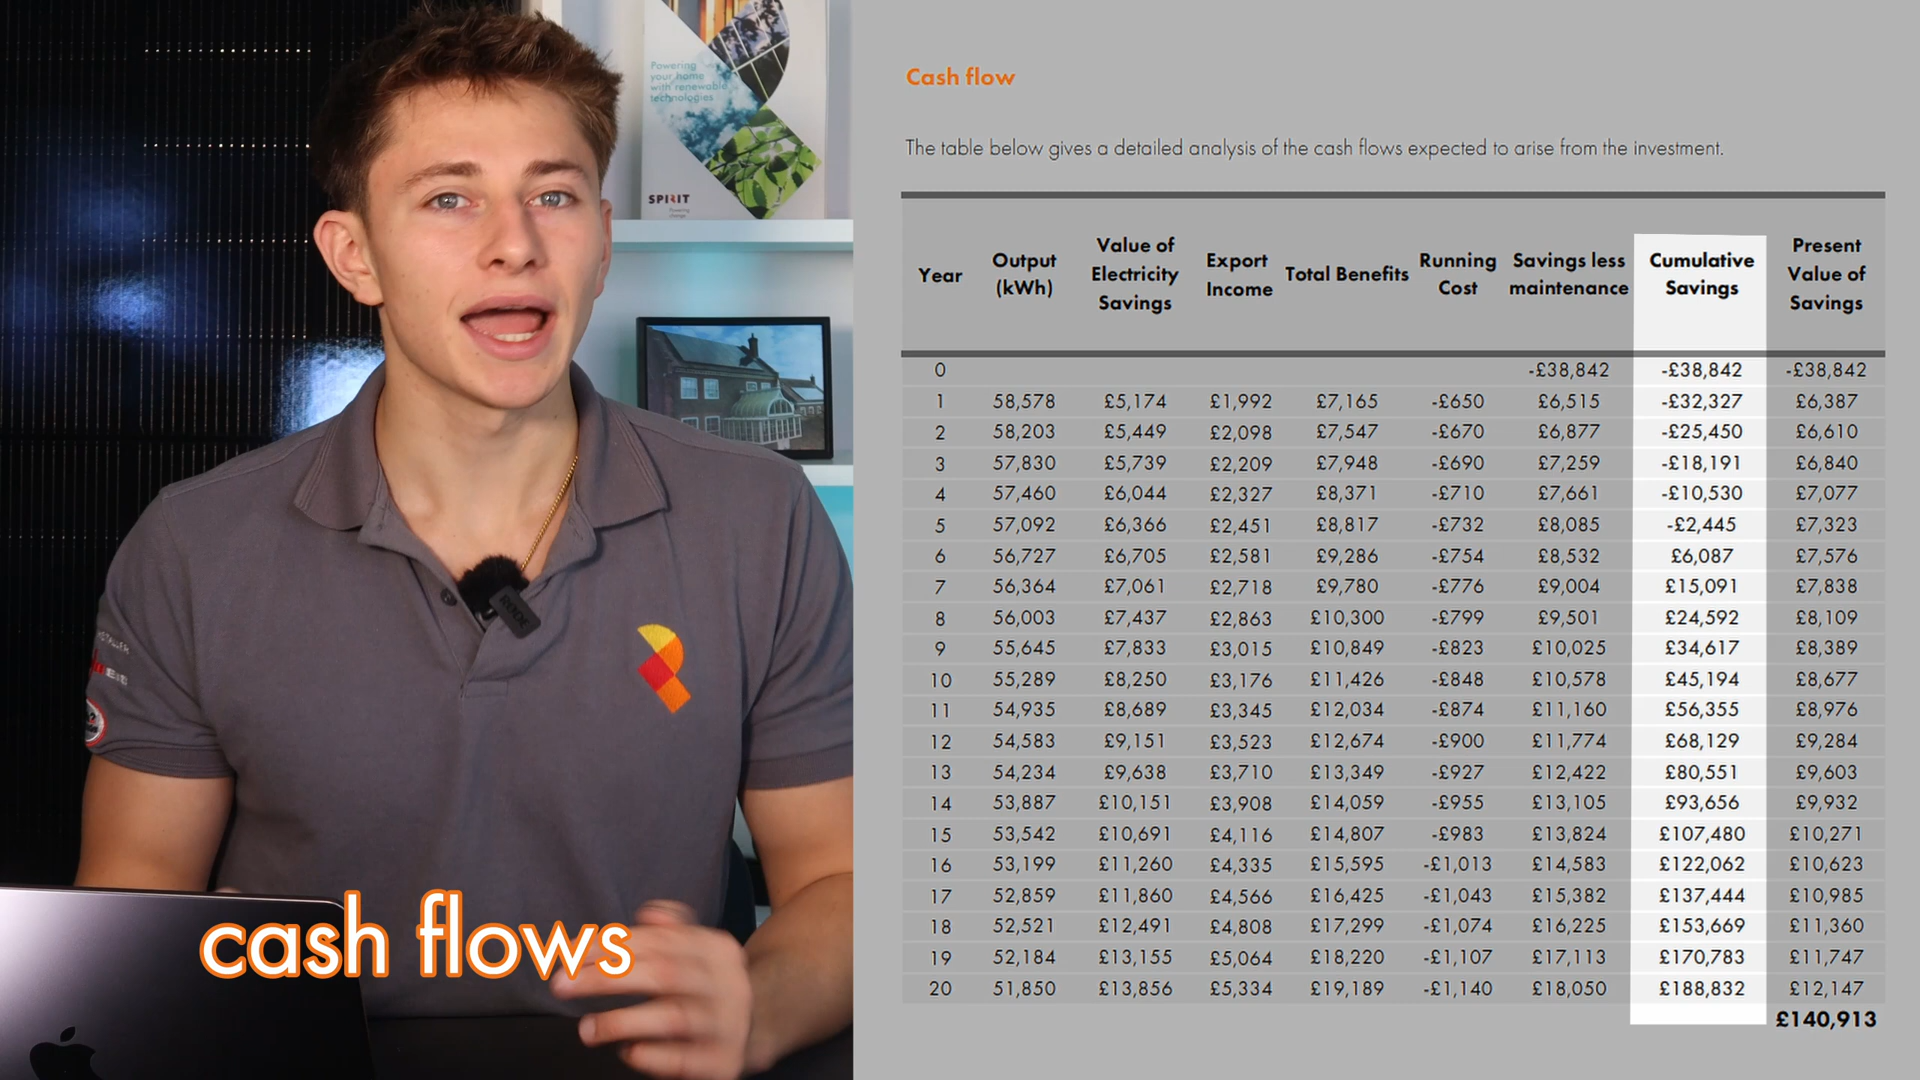 Powering
your home
with renewable
technologies
SPIRIT
Powering
change
RODE
cash flows
Cash flow
The table below gives a detailed analysis of the cash flows expected to arise from the investment.
Year Output (kWh) Value of Electricity Savings Export Income Total Benefits Running Cost Savings less maintenance Cumulative Savings Present Value of Savings
0 -£38,842 -£38,842 -£38,842
1 58,578 £5,174 £1,992 £7,165 -£650 £6,515 -£32,327 £6,387
2 58,203 £5,449 £2,098 £7,547 -£670 £6,877 -£25,450 £6,610
3 57,830 £5,739 £2,209 £7,948 -£690 £7,259 -£18,191 £6,840
4 57,460 £6,044 £2,327 £8,371 -£710 £7,661 -£10,530 £7,077
5 57,092 £6,366 £2,451 £8,817 -£732 £8,085 -£2,445 £7,323
6 56,727 £6,705 £2,581 £9,286 -£754 £8,532 £6,087 £7,576
7 56,364 £7,061 £2,718 £9,780 -£776 £9,004 £15,091 £7,838
8 56,003 £7,437 £2,863 £10,300 -£799 £9,501 £24,592 £8,109
9 55,645 £7,833 £3,015 £10,849 -£823 £10,025 £34,617 £8,389
10 55,289 £8,250 £3,176 £11,426 -£848 £10,578 £45,194 £8,677
11 54,935 £8,689 £3,345 £12,034 -£874 £11,160 £56,355 £8,976
12 54,583 £9,151 £3,523 £12,674 -£900 £11,774 £68,129 £9,284
13 54,234 £9,638 £3,710 £13,349 -£927 £12,422 £80,551 £9,603
14 53,887 £10,151 £3,908 £14,059 -£955 £13,105 £93,656 £9,932
15 53,542 £10,691 £4,116 £14,807 -£983 £13,824 £107,480 £10,271
16 53,199 £11,260 £4,335 £15,595 -£1,013 £14,583 £122,062 £10,623
17 52,859 £11,860 £4,566 £16,425 -£1,043 £15,382 £137,444 £10,985
18 52,521 £12,491 £4,808 £17,299 -£1,074 £16,225 £153,669 £11,360
19 52,184 £13,155 £5,064 £18,220 -£1,107 £17,113 £170,783 £11,747
20 51,850 £13,856 £5,334 £19,189 -£1,140 £18,050 £188,832 £12,147
£140,913